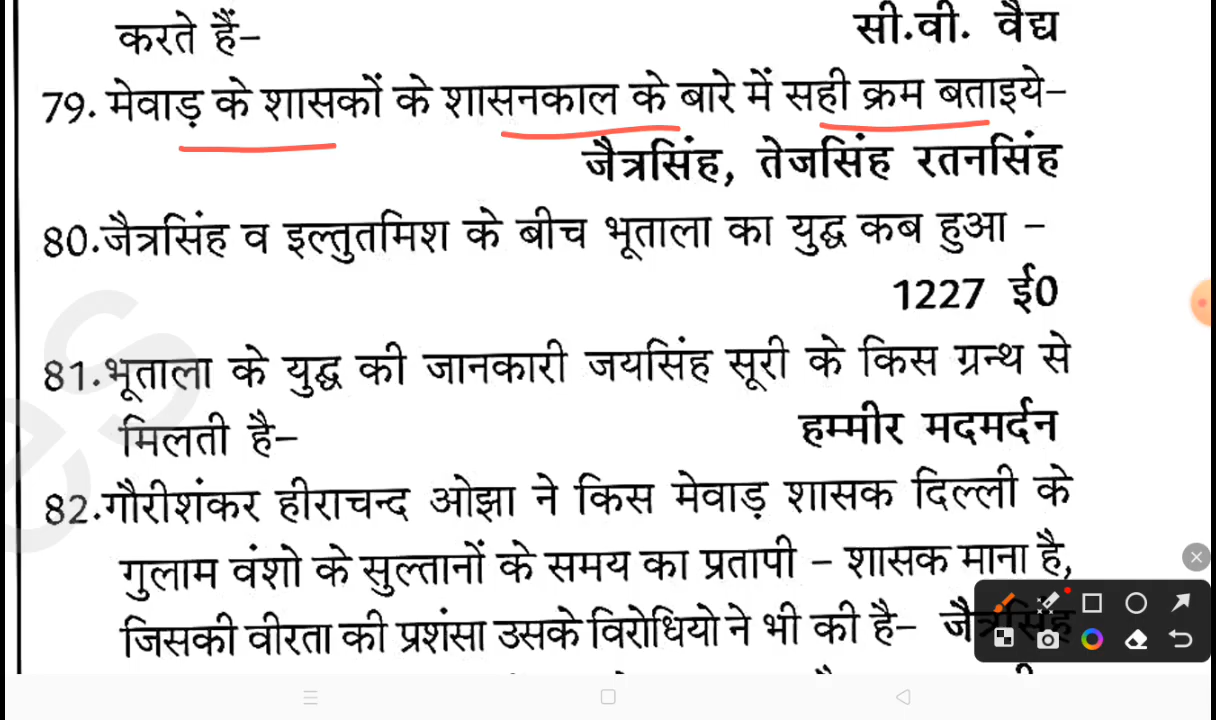 करते हैं–
सी.वी. वैद्य
79. मेवाड़ के शासकों के शासनकाल के बारे में सही क्रम बताइये–
जैत्रसिंह, तेजसिंह रतनसिंह
80.जैत्रसिंह व इल्तुतमिश के बीच भूताला का युद्ध कब हुआ –
1227 ई0
81.भूताला के युद्ध की जानकारी जयसिंह सूरी के किस ग्रन्थ से
मिलती है–
हम्मीर मदमर्दन
82.गौरीशंकर हीराचन्द ओझा ने किस मेवाड़ शासक दिल्ली के
गुलाम वंशो के सुल्तानों के समय का प्रतापी – शासक माना है,
जिसकी वीरता की प्रशंसा उसके विरोधियो ने भी की है– जैत्रसिंह